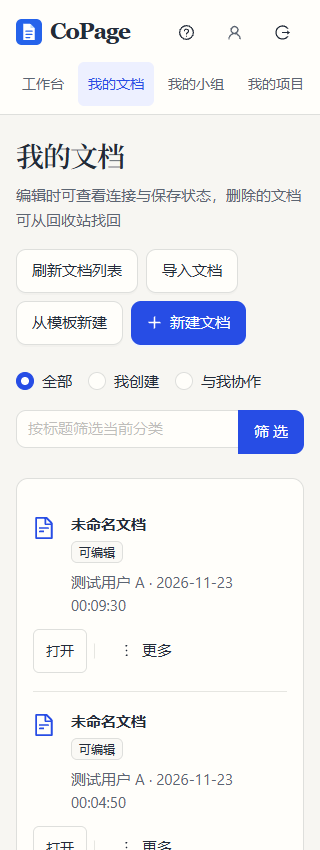 CoPage
工作台 我的文档 我的小组 我的项目
我的文档
编辑时可查看连接与保存状态，删除的文档
可从回收站找回
刷新文档列表 导入文档
从模板新建 + 新建文档
全部 我创建 与我协作
按标题筛选当前分类 筛选
未命名文档
可编辑
测试用户 A · 2026-11-23
00:09:30
打开 更多
未命名文档
可编辑
测试用户 A · 2026-11-23
00:04:50
打开 更多